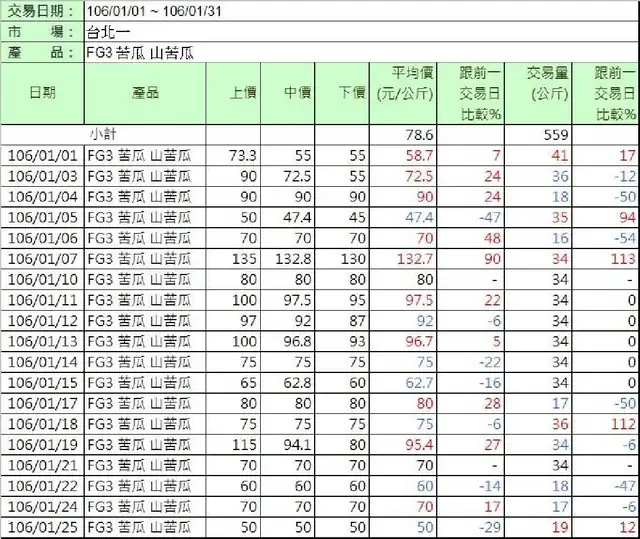 交易日期： 106/01/01 ~ 106/01/31
市 場： 台北一
產 品： FG3 苦瓜 山苦瓜
日期 產品 上價 中價 下價 平均價(元/公斤) 跟前一交易日比較% 交易量(公斤) 跟前一交易日比較%
小計 78.6 559
106/01/01 FG3 苦瓜 山苦瓜 73.3 55 55 58.7 7 41 17
106/01/03 FG3 苦瓜 山苦瓜 90 72.5 55 72.5 24 36 -12
106/01/04 FG3 苦瓜 山苦瓜 90 90 90 90 24 18 -50
106/01/05 FG3 苦瓜 山苦瓜 50 47.4 45 47.4 -47 35 94
106/01/06 FG3 苦瓜 山苦瓜 70 70 70 70 48 16 -54
106/01/07 FG3 苦瓜 山苦瓜 135 132.8 130 132.7 90 34 113
106/01/10 FG3 苦瓜 山苦瓜 80 80 80 80 - 34 -
106/01/11 FG3 苦瓜 山苦瓜 100 97.5 95 97.5 22 34 0
106/01/12 FG3 苦瓜 山苦瓜 97 92 87 92 -6 34 0
106/01/13 FG3 苦瓜 山苦瓜 100 96.8 93 96.7 5 34 0
106/01/14 FG3 苦瓜 山苦瓜 75 75 75 75 -22 34 0
106/01/15 FG3 苦瓜 山苦瓜 65 62.8 60 62.7 -16 34 0
106/01/17 FG3 苦瓜 山苦瓜 80 80 80 80 28 17 -50
106/01/18 FG3 苦瓜 山苦瓜 75 75 75 75 -6 36 112
106/01/19 FG3 苦瓜 山苦瓜 115 94.1 80 95.4 27 34 -6
106/01/21 FG3 苦瓜 山苦瓜 70 70 70 70 - 34 -
106/01/22 FG3 苦瓜 山苦瓜 60 60 60 60 -14 18 -47
106/01/24 FG3 苦瓜 山苦瓜 70 70 70 70 17 17 -6
106/01/25 FG3 苦瓜 山苦瓜 50 50 50 50 -29 19 12